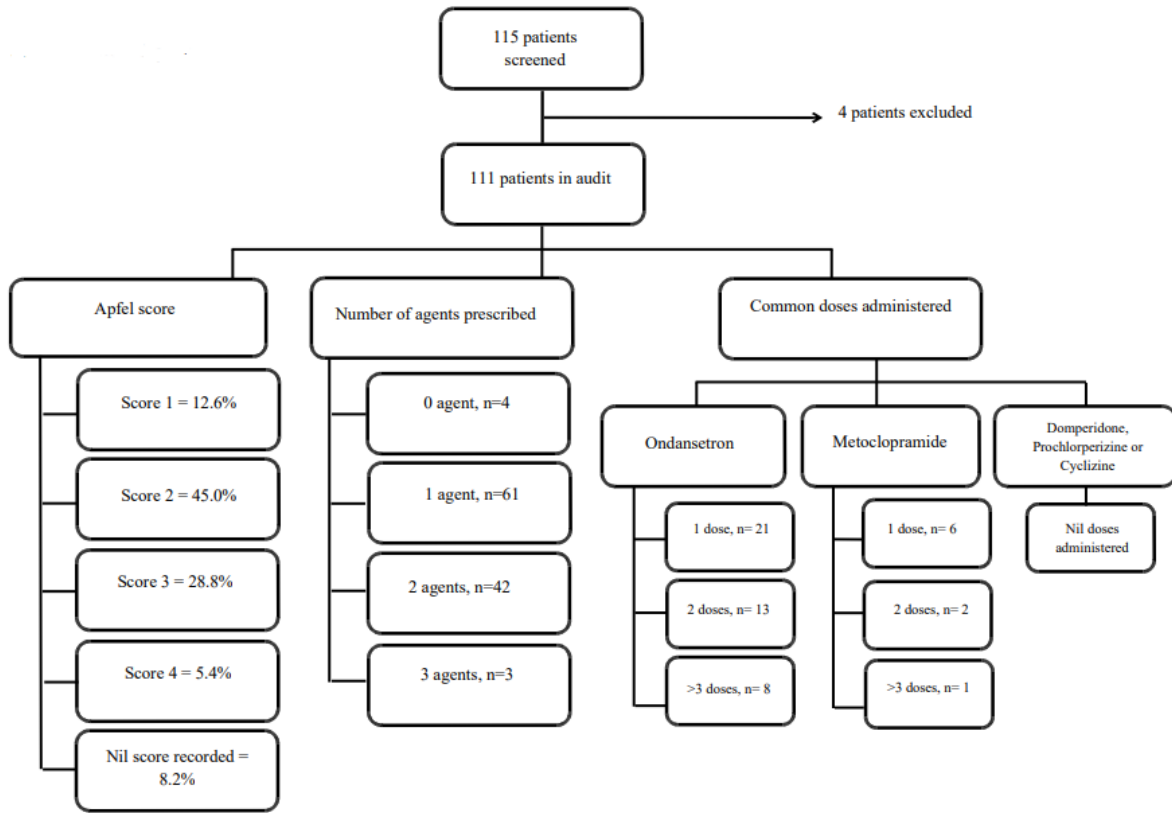 115 patients
screened
4 patients excluded
111 patients in audit
Apfel score
Score 1 = 12.6%
Score 2 = 45.0%
Score 3 = 28.8%
Score 4 = 5.4%
Nil score recorded =
8.2%
Number of agents prescribed
0 agent, n=4
1 agent, n=61
2 agents, n=42
3 agents, n=3
Common doses administered
Ondansetron
1 dose, n= 21
2 doses, n= 13
>3 doses, n= 8
Metoclopramide
1 dose, n= 6
2 doses, n= 2
>3 doses, n= 1
Domperidone,
Prochlorperizine or
Cyclizine
Nil doses
administered